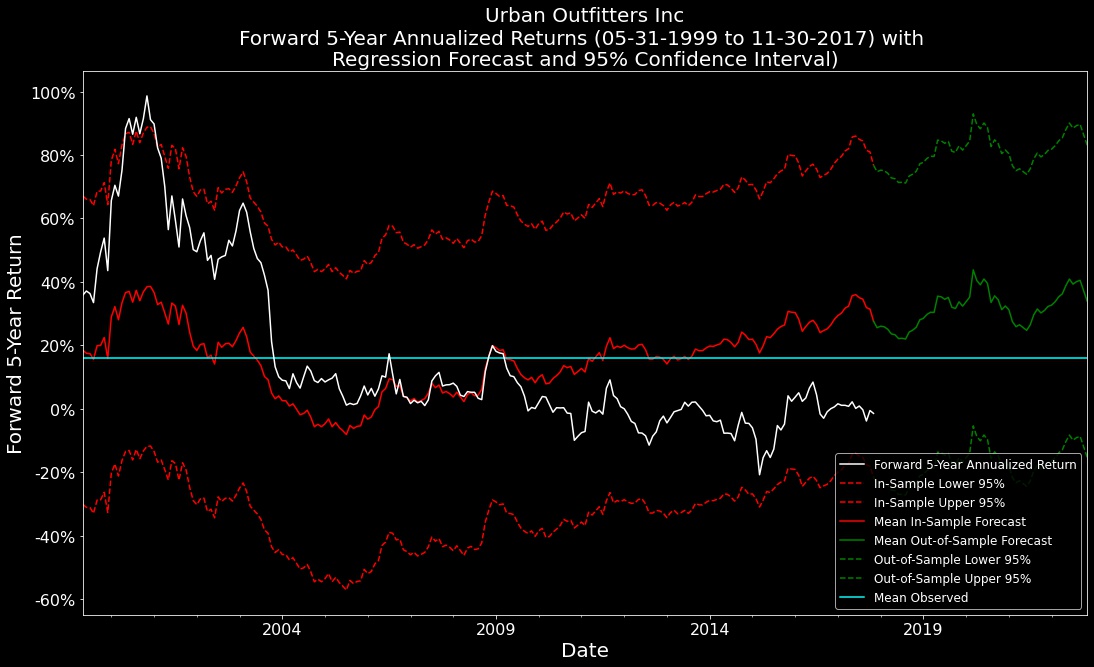 Urban Outfitters Inc
Forward 5-Year Annualized Returns (05-31-1999 to 11-30-2017) with
Regression Forecast and 95% Confidence Interval)
Forward 5-Year Return
100%
80%
60%
40%
20%
0%
-20%
-40%
-60%
Forward 5-Year Annualized Return
In-Sample Lower 95%
In-Sample Upper 95%
Mean In-Sample Forecast
Mean Out-of-Sample Forecast
Out-of-Sample Lower 95%
Out-of-Sample Upper 95%
Mean Observed
2004
2009
2014
2019
Date